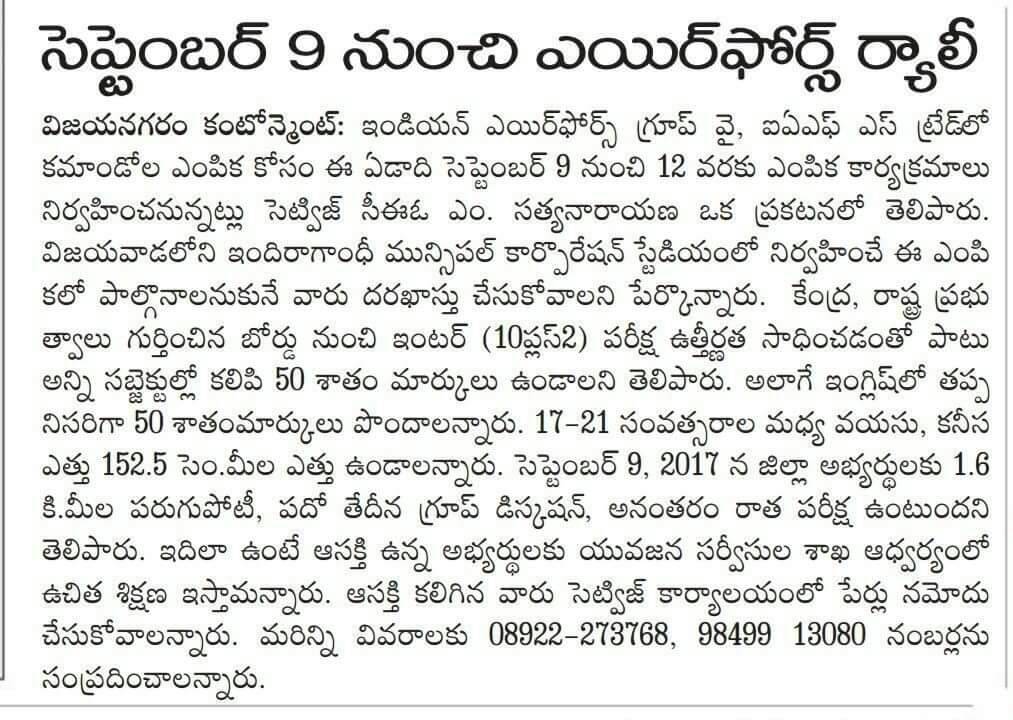 సెప్టెంబర్ 9 నుంచి ఎయిర్‌ఫోర్స్ ర్యాలీ
విజయనగరం కంటోన్మెంట్: ఇండియన్ ఎయిర్‌ఫోర్స్ గ్రూప్ వై, ఐఏఎఫ్ ఎస్ ట్రేడ్‌లో
కమాండోల ఎంపిక కోసం ఈ ఏడాది సెప్టెంబర్ 9 నుంచి 12 వరకు ఎంపిక కార్యక్రమాలు
నిర్వహించనున్నట్లు సెట్విజ్ సీఈఓ ఎం. సత్యనారాయణ ఒక ప్రకటనలో తెలిపారు.
విజయవాడలోని ఇందిరాగాంధీ మున్సిపల్ కార్పొరేషన్ స్టేడియంలో నిర్వహించే ఈ ఎంపి
కలో పాల్గొనాలనుకునే వారు దరఖాస్తు చేసుకోవాలని పేర్కొన్నారు. కేంద్ర, రాష్ట్ర ప్రభు
త్వాలు గుర్తించిన బోర్డు నుంచి ఇంటర్ (10ప్లస్2) పరీక్ష ఉత్తీర్ణత సాధించడంతో పాటు
అన్ని సబ్జెక్టుల్లో కలిపి 50 శాతం మార్కులు ఉండాలని తెలిపారు. అలాగే ఇంగ్లిష్‌లో తప్ప
నిసరిగా 50 శాతంమార్కులు పొందాలన్నారు. 17-21 సంవత్సరాల మధ్య వయసు, కనీస
ఎత్తు 152.5 సెం.మీల ఎత్తు ఉండాలన్నారు. సెప్టెంబర్ 9, 2017 న జిల్లా అభ్యర్థులకు 1.6
కి.మీల పరుగుపోటీ, పదో తేదీన గ్రూప్ డిస్కషన్, అనంతరం రాత పరీక్ష ఉంటుందని
తెలిపారు. ఇదిలా ఉంటే ఆసక్తి ఉన్న అభ్యర్థులకు యువజన సర్వీసుల శాఖ ఆధ్వర్యంలో
ఉచిత శిక్షణ ఇస్తామన్నారు. ఆసక్తి కలిగిన వారు సెట్విజ్ కార్యాలయంలో పేర్లు నమోదు
చేసుకోవాలన్నారు. మరిన్ని వివరాలకు 08922-273768, 98499 13080 నంబర్లను
సంప్రదించాలన్నారు.